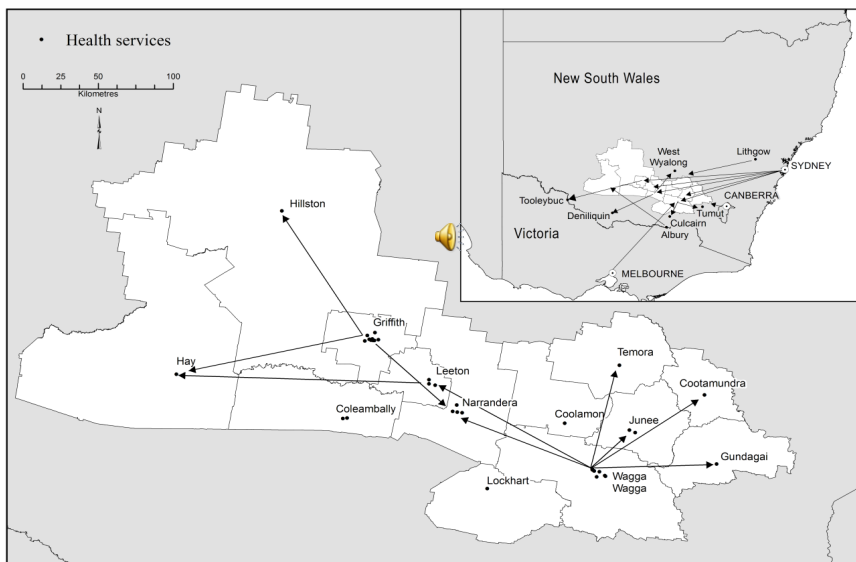 Health services
0 25 50 100
Kilometres
N
Hillston
Griffith
Hay
Leeton
Narrandera
Coleambally
Temora
Cootamundra
Coolamon
Junee
Gundagai
Wagga
Wagga
Lockhart
New South Wales
West
Wyalong
Lithgow
SYDNEY
CANBERRA
Tooleybuc
Deniliquin
Tumut
Culcairn
Albury
Victoria
MELBOURNE